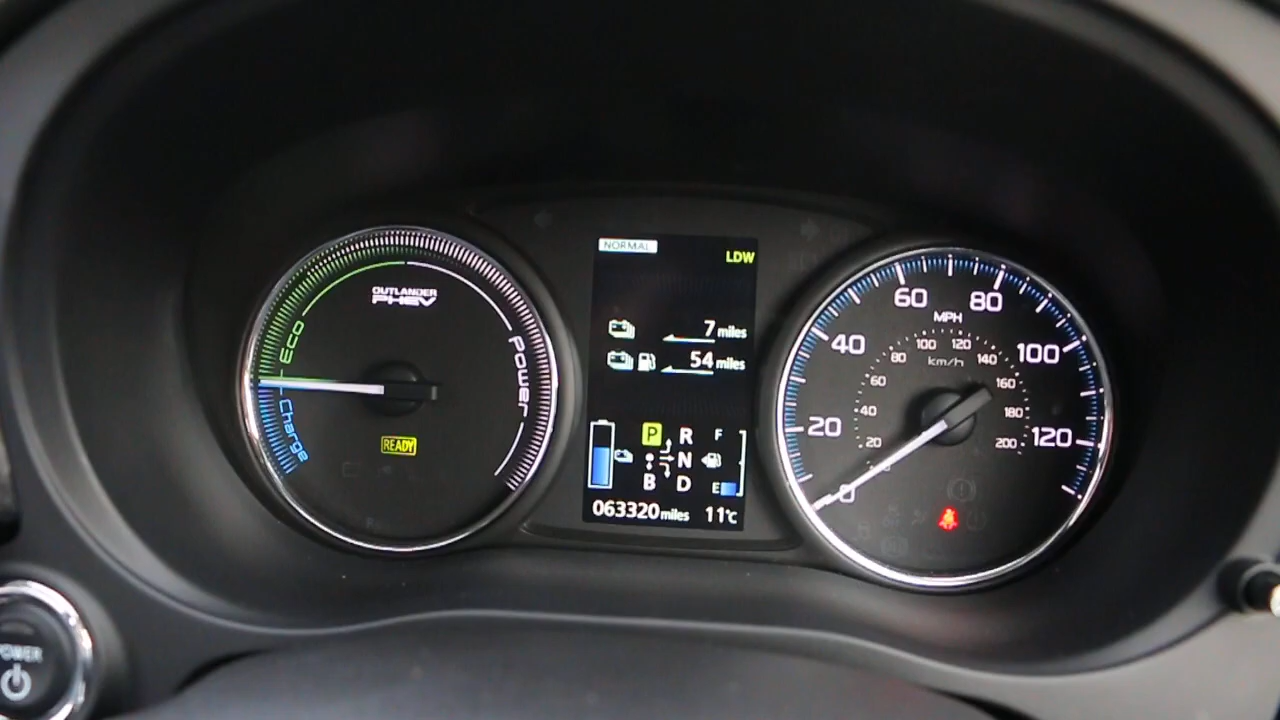 OUTLANDER
PHEV
Eco
Charge
Power
READY
NORMAL
LDW
7 miles
54 miles
P R F
N
B D E
063320 miles 11°C
0
20
40
60
80
100
120
MPH
km/h
20
40
60
80
100
120
140
160
180
200
POWER